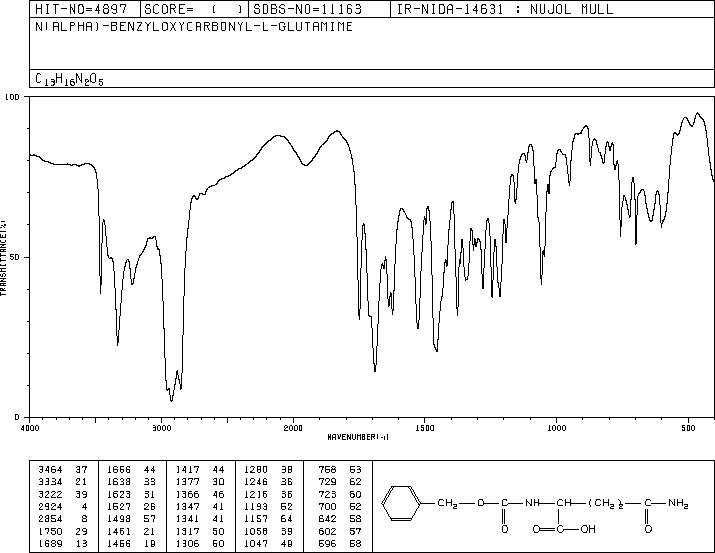 HIT-NO=4897 SCORE= ( ) SDBS-NO=11163 IR-NIDA-14631 : NUJOL MULL
N(ALPHA)-BENZYLOXYCARBONYL-L-GLUTAMINE
C13H16N2O5
100
50
0
TRANSMITTANCE(%)
4000 3000 2000 1500 1000 500
WAVENUMBER(-1)
3464 37 1656 44 1417 44 1280 38 758 53
3334 21 1638 33 1377 30 1246 36 729 62
3222 39 1623 31 1366 46 1216 36 723 60
2924 4 1527 26 1347 41 1193 52 700 52
2854 8 1498 57 1341 41 1157 64 642 58
1750 29 1461 21 1317 50 1058 39 602 57
1689 13 1456 19 1306 50 1047 49 596 58
CH2 O C NH CH (CH2)2 C NH2
O O C OH O